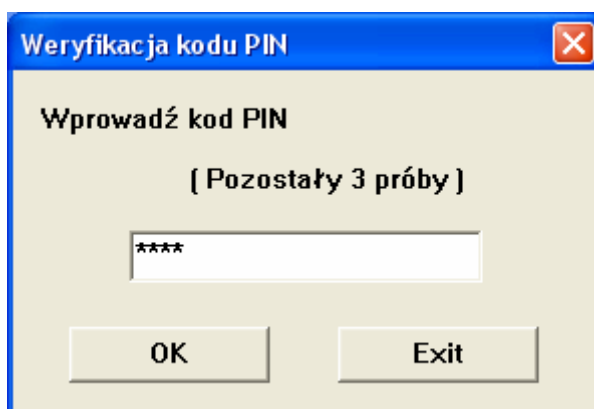 Weryfikacja kodu PIN
Wprowadź kod PIN
( Pozostały 3 próby )
****
OK
Exit